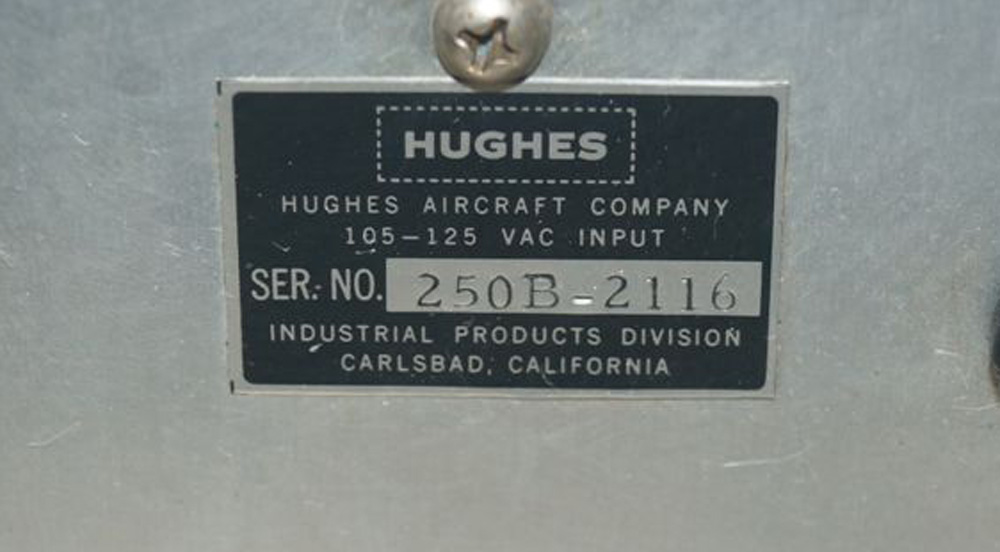 HUGHES
HUGHES AIRCRAFT COMPANY
105-125 VAC INPUT
SER. NO. 250B-2116
INDUSTRIAL PRODUCTS DIVISION
CARLSBAD, CALIFORNIA